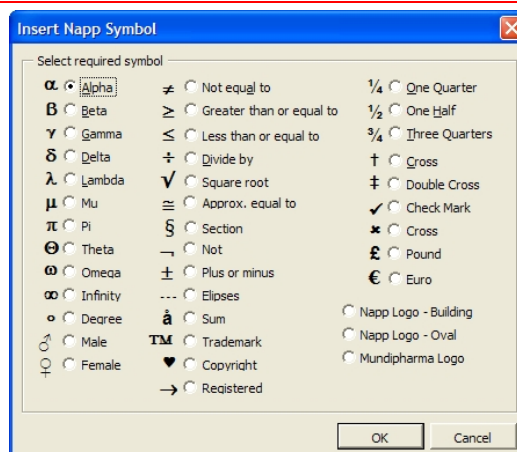 Insert Napp Symbol
Select required symbol
α Alpha
ß Beta
γ Gamma
δ Delta
λ Lambda
µ Mu
π Pi
Θ Theta
ω Omega
∞ Infinity
° Degree
♂ Male
♀ Female
≠ Not equal to
≥ Greater than or equal to
≤ Less than or equal to
÷ Divide by
√ Square root
≅ Approx. equal to
§ Section
¬ Not
± Plus or minus
--- Elipses
å Sum
TM Trademark
♥ Copyright
→ Registered
¼ One Quarter
½ One Half
¾ Three Quarters
† Cross
‡ Double Cross
✓ Check Mark
✖ Cross
£ Pound
€ Euro
Napp Logo - Building
Napp Logo - Oval
Mundipharma Logo
OK Cancel